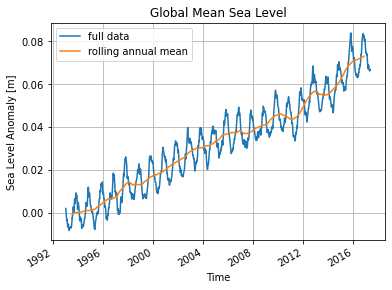 Global Mean Sea Level
full data
rolling annual mean
Sea Level Anomaly [m]
0.08
0.06
0.04
0.02
0.00
1992
1996
2000
2004
2008
2012
2016
Time